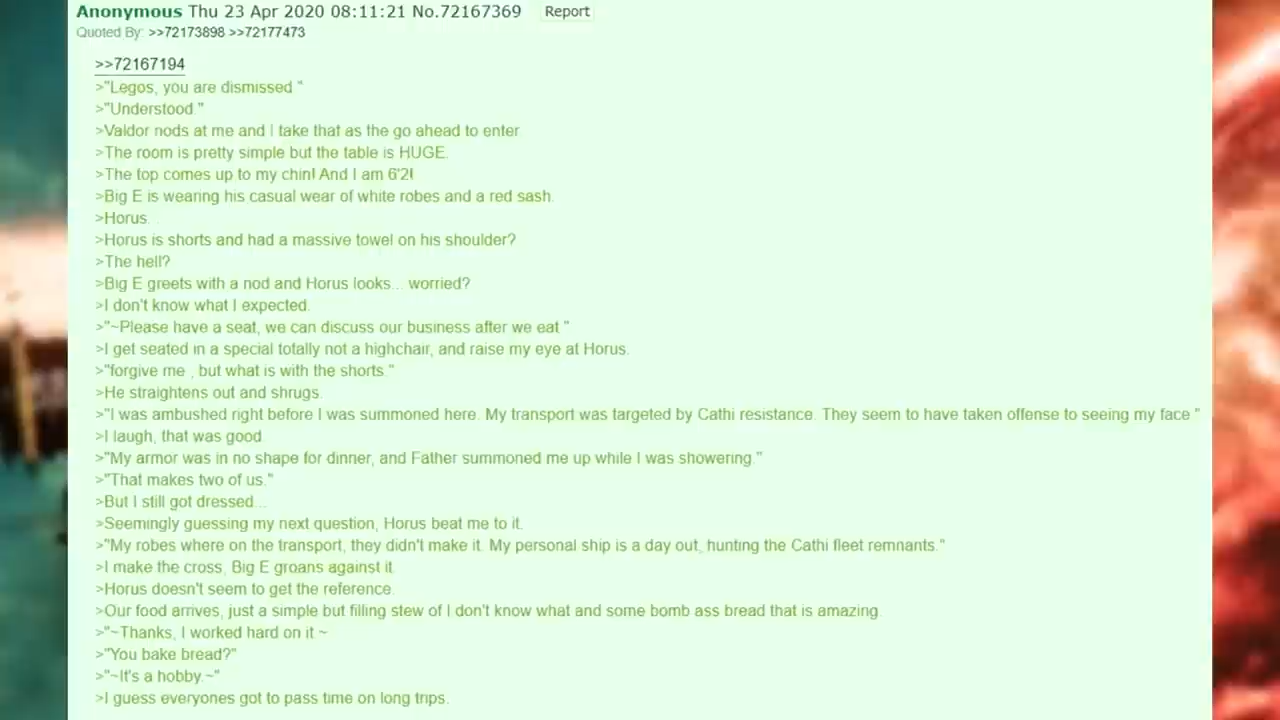 Anonymous Thu 23 Apr 2020 08:11:21 No.72167369 Report
Quoted By: >>72173898 >>72177473
>>72167194
>"Legos, you are dismissed "
>"Understood "
>Valdor nods at me and I take that as the go ahead to enter
>The room is pretty simple but the table is HUGE.
>The top comes up to my chin! And I am 6'2!
>Big E is wearing his casual wear of white robes and a red sash.
>Horus.
>Horus is shorts and had a massive towel on his shoulder?
>The hell?
>Big E greets with a nod and Horus looks... worried?
>I don't know what I expected.
>"~Please have a seat, we can discuss our business after we eat "
>I get seated in a special totally not a highchair, and raise my eye at Horus.
>"forgive me , but what is with the shorts."
>He straightens out and shrugs.
>"I was ambushed right before I was summoned here. My transport was targeted by Cathi resistance. They seem to have taken offense to seeing my face "
>I laugh, that was good
>"My armor was in no shape for dinner, and Father summoned me up while I was showering."
>"That makes two of us."
>But I still got dressed...
>Seemingly guessing my next question, Horus beat me to it.
>"My robes where on the transport, they didn't make it. My personal ship is a day out, hunting the Cathi fleet remnants."
>I make the cross, Big E groans against it
>Horus doesn't seem to get the reference.
>Our food arrives, just a simple but filling stew of I don't know what and some bomb ass bread that is amazing.
>"~Thanks, I worked hard on it ~
>"You bake bread?"
>"~It's a hobby.~"
>I guess everyones got to pass time on long trips.